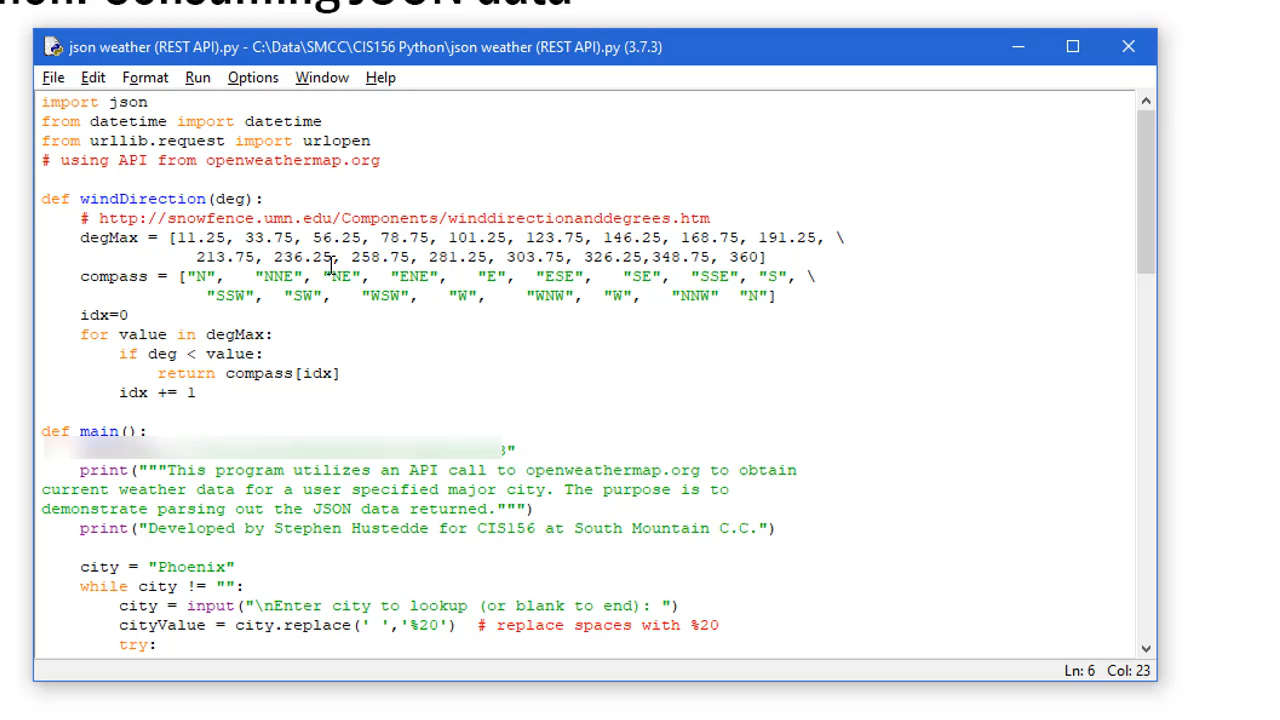 Consuming JSON data
json weather (REST API).py - C:\Data\SMCC\CIS156 Python\json weather (REST API).py (3.7.3)
File Edit Format Run Options Window Help
import json
from datetime import datetime
from urllib.request import urlopen
# using API from openweathermap.org
def windDirection(deg):
    # http://snowfence.umn.edu/Components/winddirectionanddegrees.htm
    degMax = [11.25, 33.75, 56.25, 78.75, 101.25, 123.75, 146.25, 168.75, 191.25, \
                213.75, 236.25, 258.75, 281.25, 303.75, 326.25,348.75, 360]
    compass = ["N",   "NNE", "NE",  "ENE",  "E",   "ESE",   "SE",   "SSE", "S", \
                 "SSW",  "SW",  "WSW",  "W",    "WNW",  "W",   "NNW"  "N"]
    idx=0
    for value in degMax:
        if deg < value:
            return compass[idx]
        idx += 1
def main():
"
    print("""This program utilizes an API call to openweathermap.org to obtain
current weather data for a user specified major city. The purpose is to
demonstrate parsing out the JSON data returned.""")
    print("Developed by Stephen Hustedde for CIS156 at South Mountain C.C.")
    city = "Phoenix"
    while city != "":
        city = input("\nEnter city to lookup (or blank to end): ")
        cityValue = city.replace(' ','%20')  # replace spaces with %20
        try:
Ln: 6 Col: 23